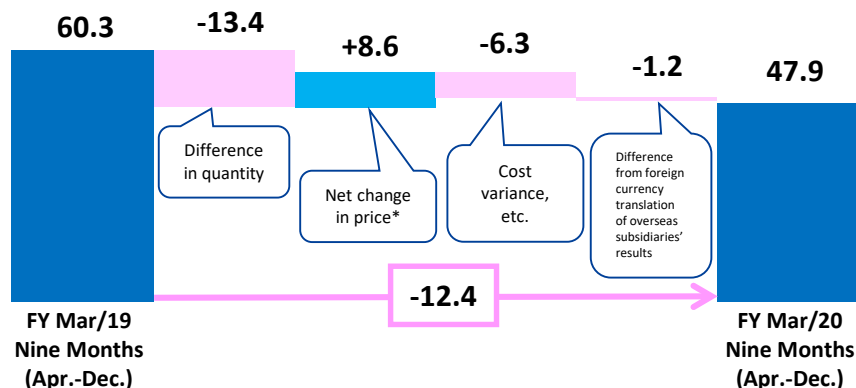 60.3
-13.4
+8.6
-6.3
-1.2
47.9
Difference
in quantity
Net change
in price*
Cost
variance,
etc.
Difference
from foreign
currency
translation
of overseas
subsidiaries’
results
-12.4
FY Mar/19
Nine Months
(Apr.-Dec.)
FY Mar/20
Nine Months
(Apr.-Dec.)